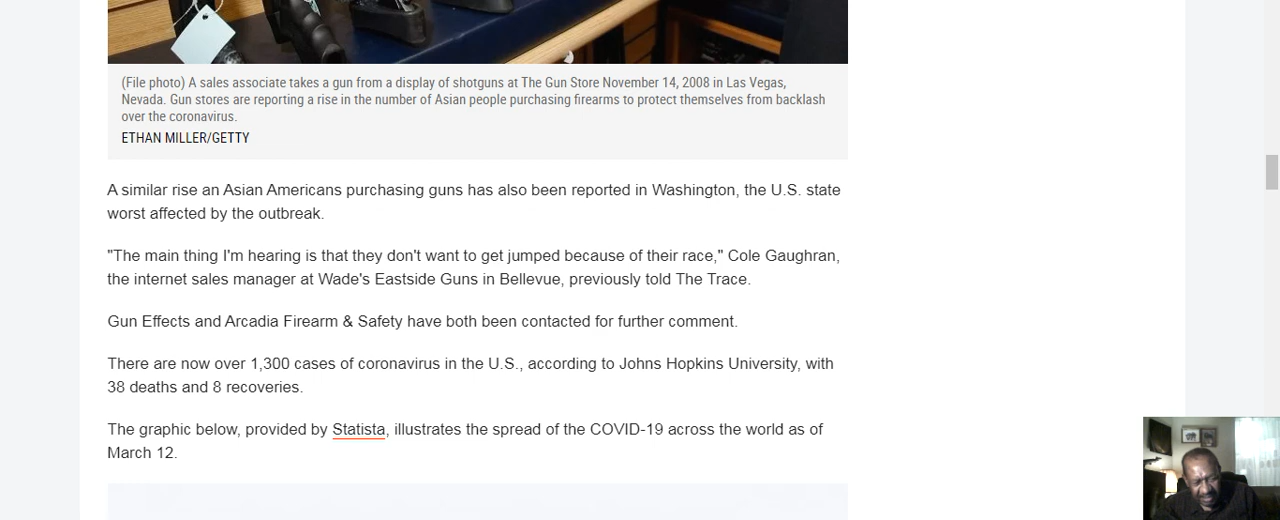 (File photo) A sales associate takes a gun from a display of shotguns at The Gun Store November 14, 2008 in Las Vegas,
Nevada. Gun stores are reporting a rise in the number of Asian people purchasing firearms to protect themselves from backlash
over the coronavirus.
ETHAN MILLER/GETTY
A similar rise an Asian Americans purchasing guns has also been reported in Washington, the U.S. state
worst affected by the outbreak.
"The main thing I'm hearing is that they don't want to get jumped because of their race," Cole Gaughran,
the internet sales manager at Wade's Eastside Guns in Bellevue, previously told The Trace.
Gun Effects and Arcadia Firearm & Safety have both been contacted for further comment.
There are now over 1,300 cases of coronavirus in the U.S., according to Johns Hopkins University, with
38 deaths and 8 recoveries.
The graphic below, provided by Statista, illustrates the spread of the COVID-19 across the world as of
March 12.